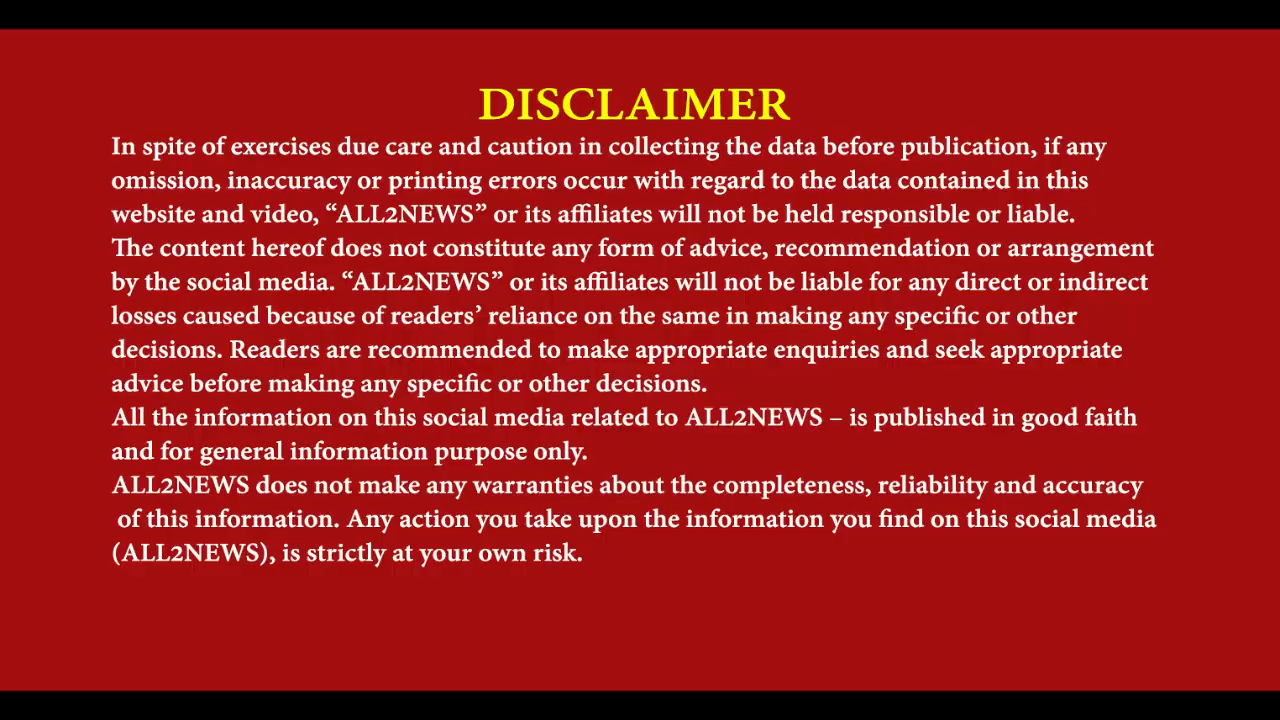 DISCLAIMER
In spite of exercises due care and caution in collecting the data before publication, if any
omission, inaccuracy or printing errors occur with regard to the data contained in this
website and video, “ALL2NEWS” or its affiliates will not be held responsible or liable.
The content hereof does not constitute any form of advice, recommendation or arrangement
by the social media. “ALL2NEWS” or its affiliates will not be liable for any direct or indirect
losses caused because of readers’ reliance on the same in making any specific or other
decisions. Readers are recommended to make appropriate enquiries and seek appropriate
advice before making any specific or other decisions.
All the information on this social media related to ALL2NEWS – is published in good faith
and for general information purpose only.
ALL2NEWS does not make any warranties about the completeness, reliability and accuracy
of this information. Any action you take upon the information you find on this social media
(ALL2NEWS), is strictly at your own risk.